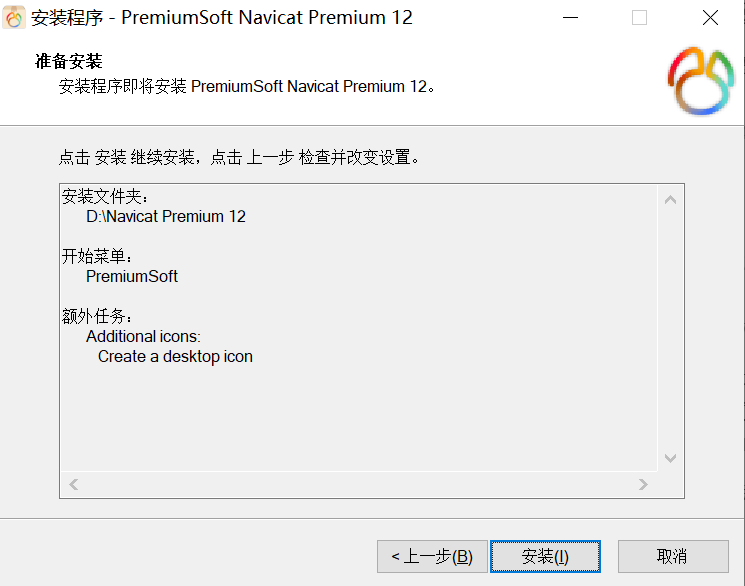 安装程序 - PremiumSoft Navicat Premium 12
准备安装
安装程序即将安装 PremiumSoft Navicat Premium 12。
点击 安装 继续安装，点击 上一步 检查并改变设置。
安装文件夹：
D:\Navicat Premium 12
开始菜单：
PremiumSoft
额外任务：
Additional icons:
Create a desktop icon
< 上一步(B)
安装(I)
取消